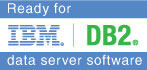 Ready for
IBM. DB2.
data server software